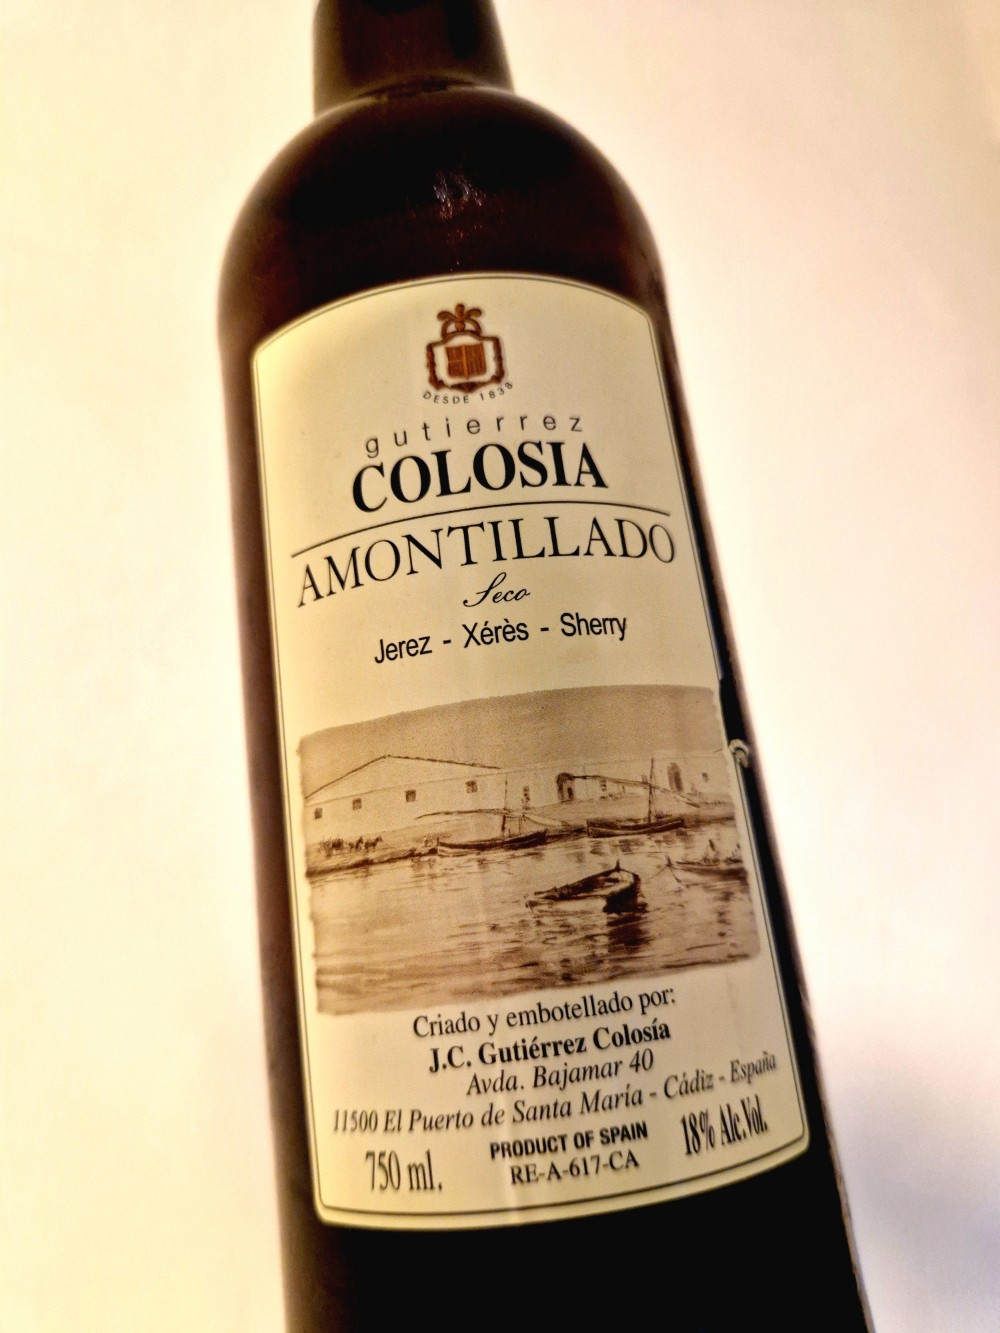 DESDE 1838
gutierrez
COLOSIA
AMONTILLADO
Seco
Jerez - Xérès - Sherry
Criado y embotellado por:
J.C. Gutiérrez Colosía
Avda. Bajamar 40
11500 El Puerto de Santa María - Cádiz - España
PRODUCT OF SPAIN
750 ml.
RE-A-617-CA
18% Alc.Vol.